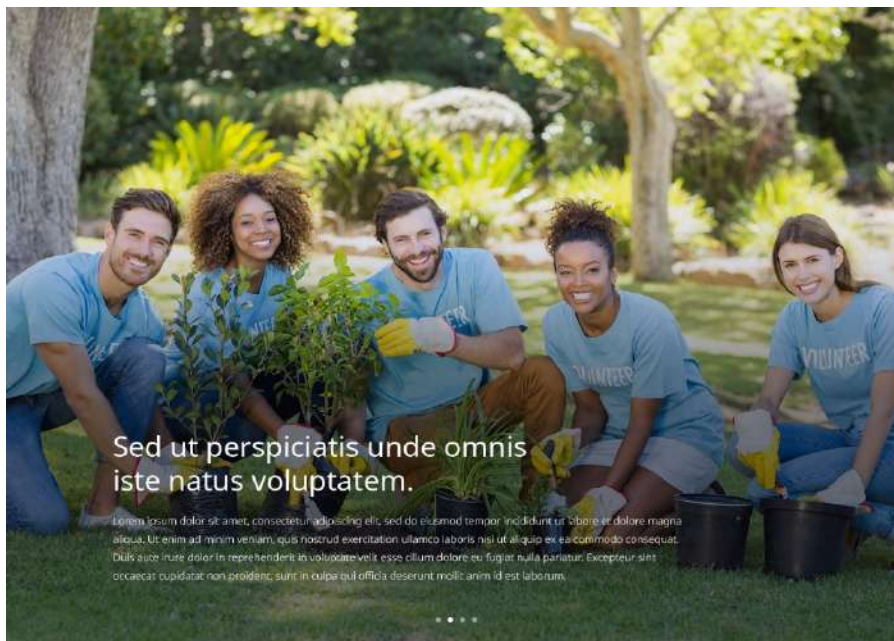 VOLUNTEER
VOLUNTEER
Sed ut perspiciatis unde omnis
iste natus voluptatem.
Lorem ipsum dolor sit amet, consectetur adipiscing elit, sed do eiusmod tempor incididunt ut labore et dolore magna
aliqua. Ut enim ad minim veniam, quis nostrud exercitation ullamco laboris nisi ut aliquip ex ea commodo consequat.
Duis aute irure dolor in reprehenderit in voluptate velit esse cillum dolore eu fugiat nulla pariatur. Excepteur sint
occaecat cupidatat non proident, sunt in culpa qui officia deserunt mollit anim id est laborum.